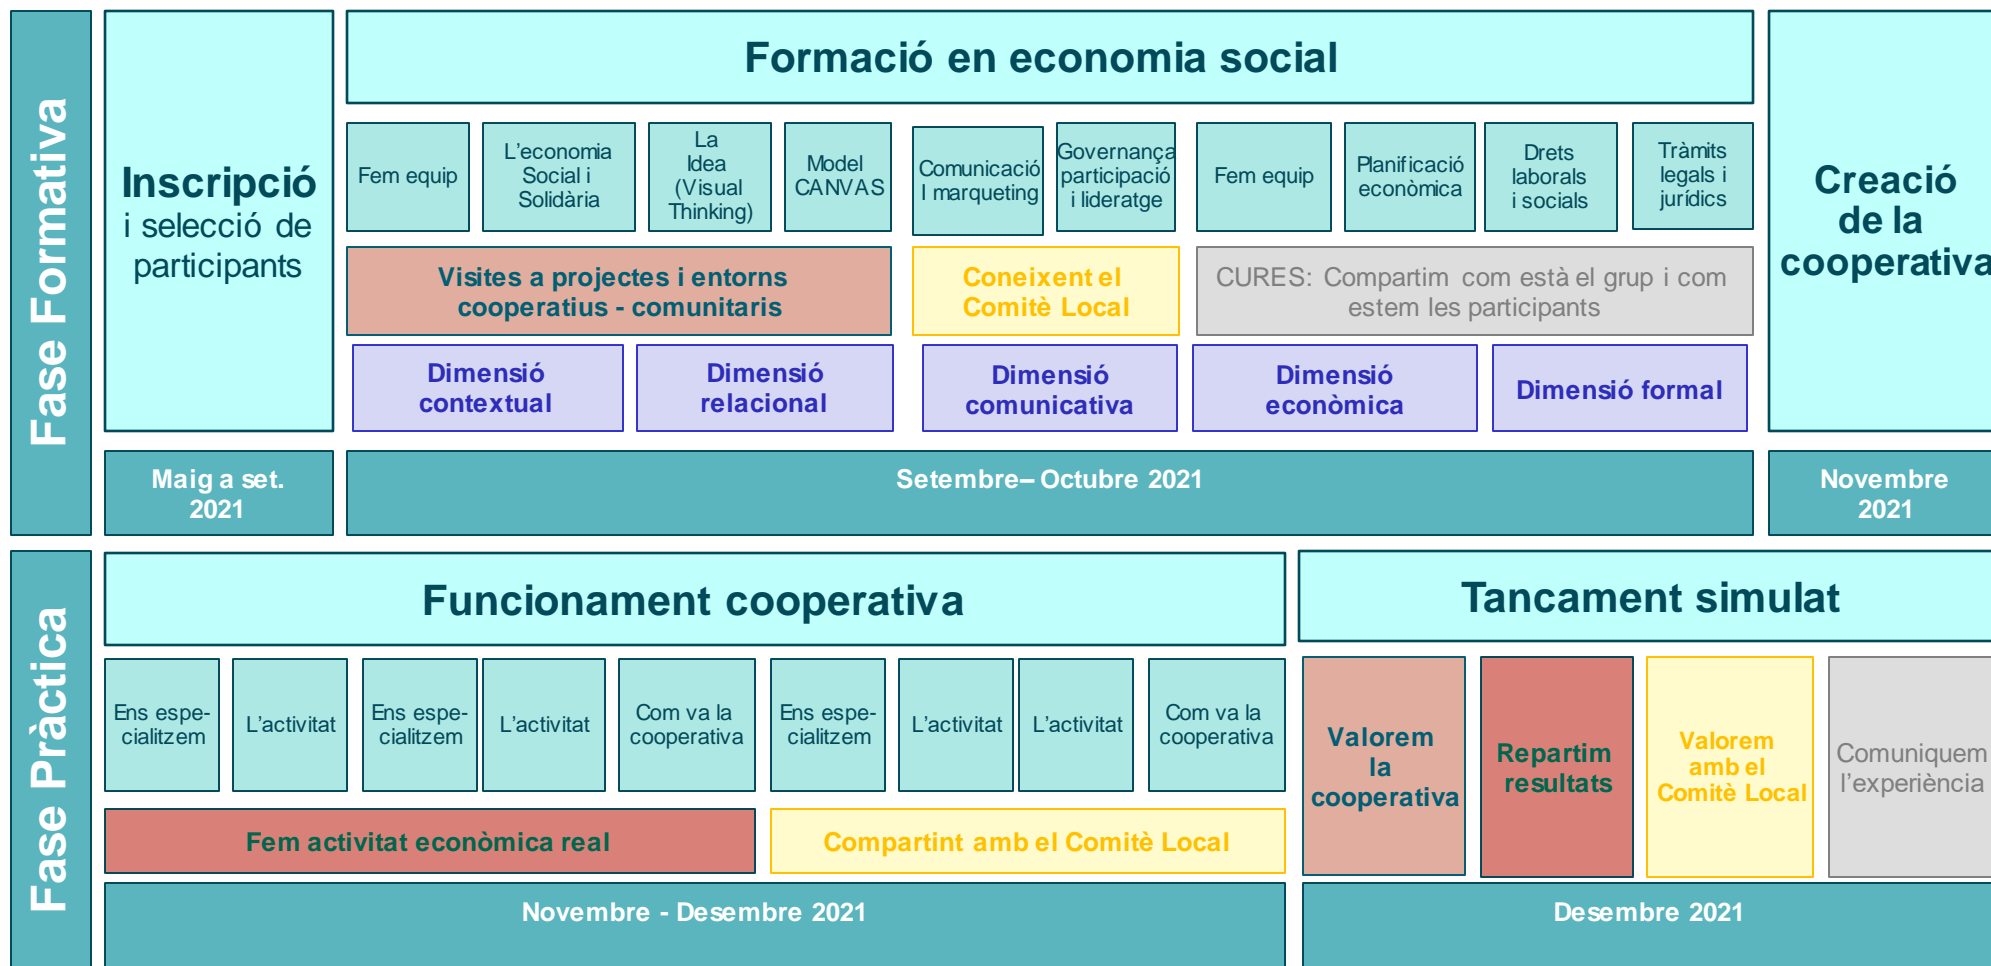 Fase Formativa
Inscripció
i selecció de
participants
Formació en economia social
Fem equip
L'economia
Social i
Solidària
La
Idea
(Visual
Thinking)
Model
CANVAS
Comunicació
I marqueting
Governança
participació
i lideratge
Fem equip
Planificació
econòmica
Drets
laborals
i socials
Tràmits
legals i
jurídics
Visites a projectes i entorns
cooperatius - comunitaris
Coneixent el
Comitè Local
CURES: Compartim com està el grup i com
estem les participants
Dimensió
contextual
Dimensió
relacional
Dimensió
comunicativa
Dimensió
econòmica
Dimensió formal
Creació
de la
cooperativa
Maig a set.
2021
Setembre– Octubre 2021
Novembre
2021
Fase Pràctica
Funcionament cooperativa
Ens espe-
cialitzem
L'activitat
Ens espe-
cialitzem
L'activitat
Com va la
cooperativa
Ens espe-
cialitzem
L'activitat
L'activitat
Com va la
cooperativa
Fem activitat econòmica real
Compartint amb el Comitè Local
Novembre - Desembre 2021
Tancament simulat
Valorem
la
cooperativa
Repartim
resultats
Valorem
amb el
Comitè Local
Comuniquem
l'experiència
Desembre 2021